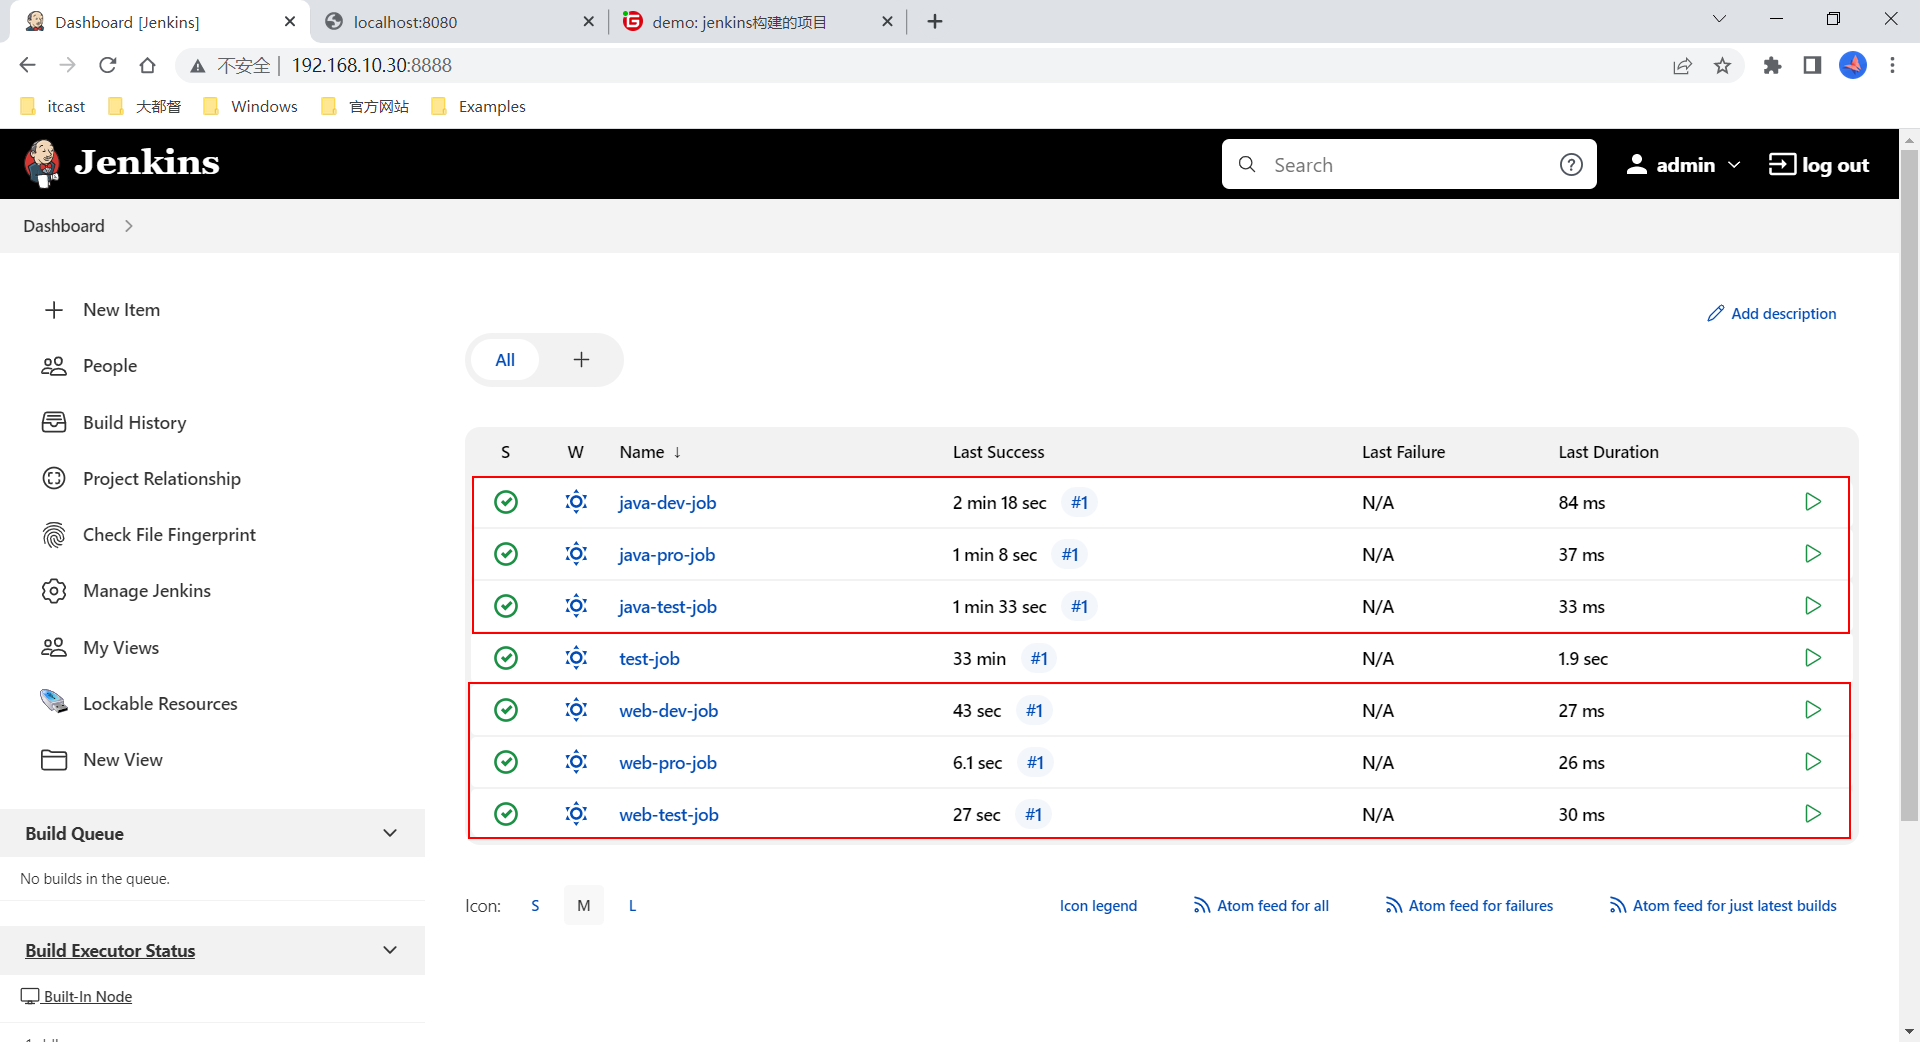 Dashboard [Jenkins]
localhost:8080
demo: jenkins构建的项目
不安全 | 192.168.10.30:8888
itcast
大都督
Windows
官方网站
Examples
Jenkins
Search
admin
log out
Dashboard
New Item
People
Build History
Project Relationship
Check File Fingerprint
Manage Jenkins
My Views
Lockable Resources
New View
Build Queue
No builds in the queue.
Build Executor Status
Built-In Node
Add description
All
S W Name ↓ Last Success Last Failure Last Duration
java-dev-job 2 min 18 sec #1 N/A 84 ms
java-pro-job 1 min 8 sec #1 N/A 37 ms
java-test-job 1 min 33 sec #1 N/A 33 ms
test-job 33 min #1 N/A 1.9 sec
web-dev-job 43 sec #1 N/A 27 ms
web-pro-job 6.1 sec #1 N/A 26 ms
web-test-job 27 sec #1 N/A 30 ms
Icon: S M L
Icon legend
Atom feed for all
Atom feed for failures
Atom feed for just latest builds